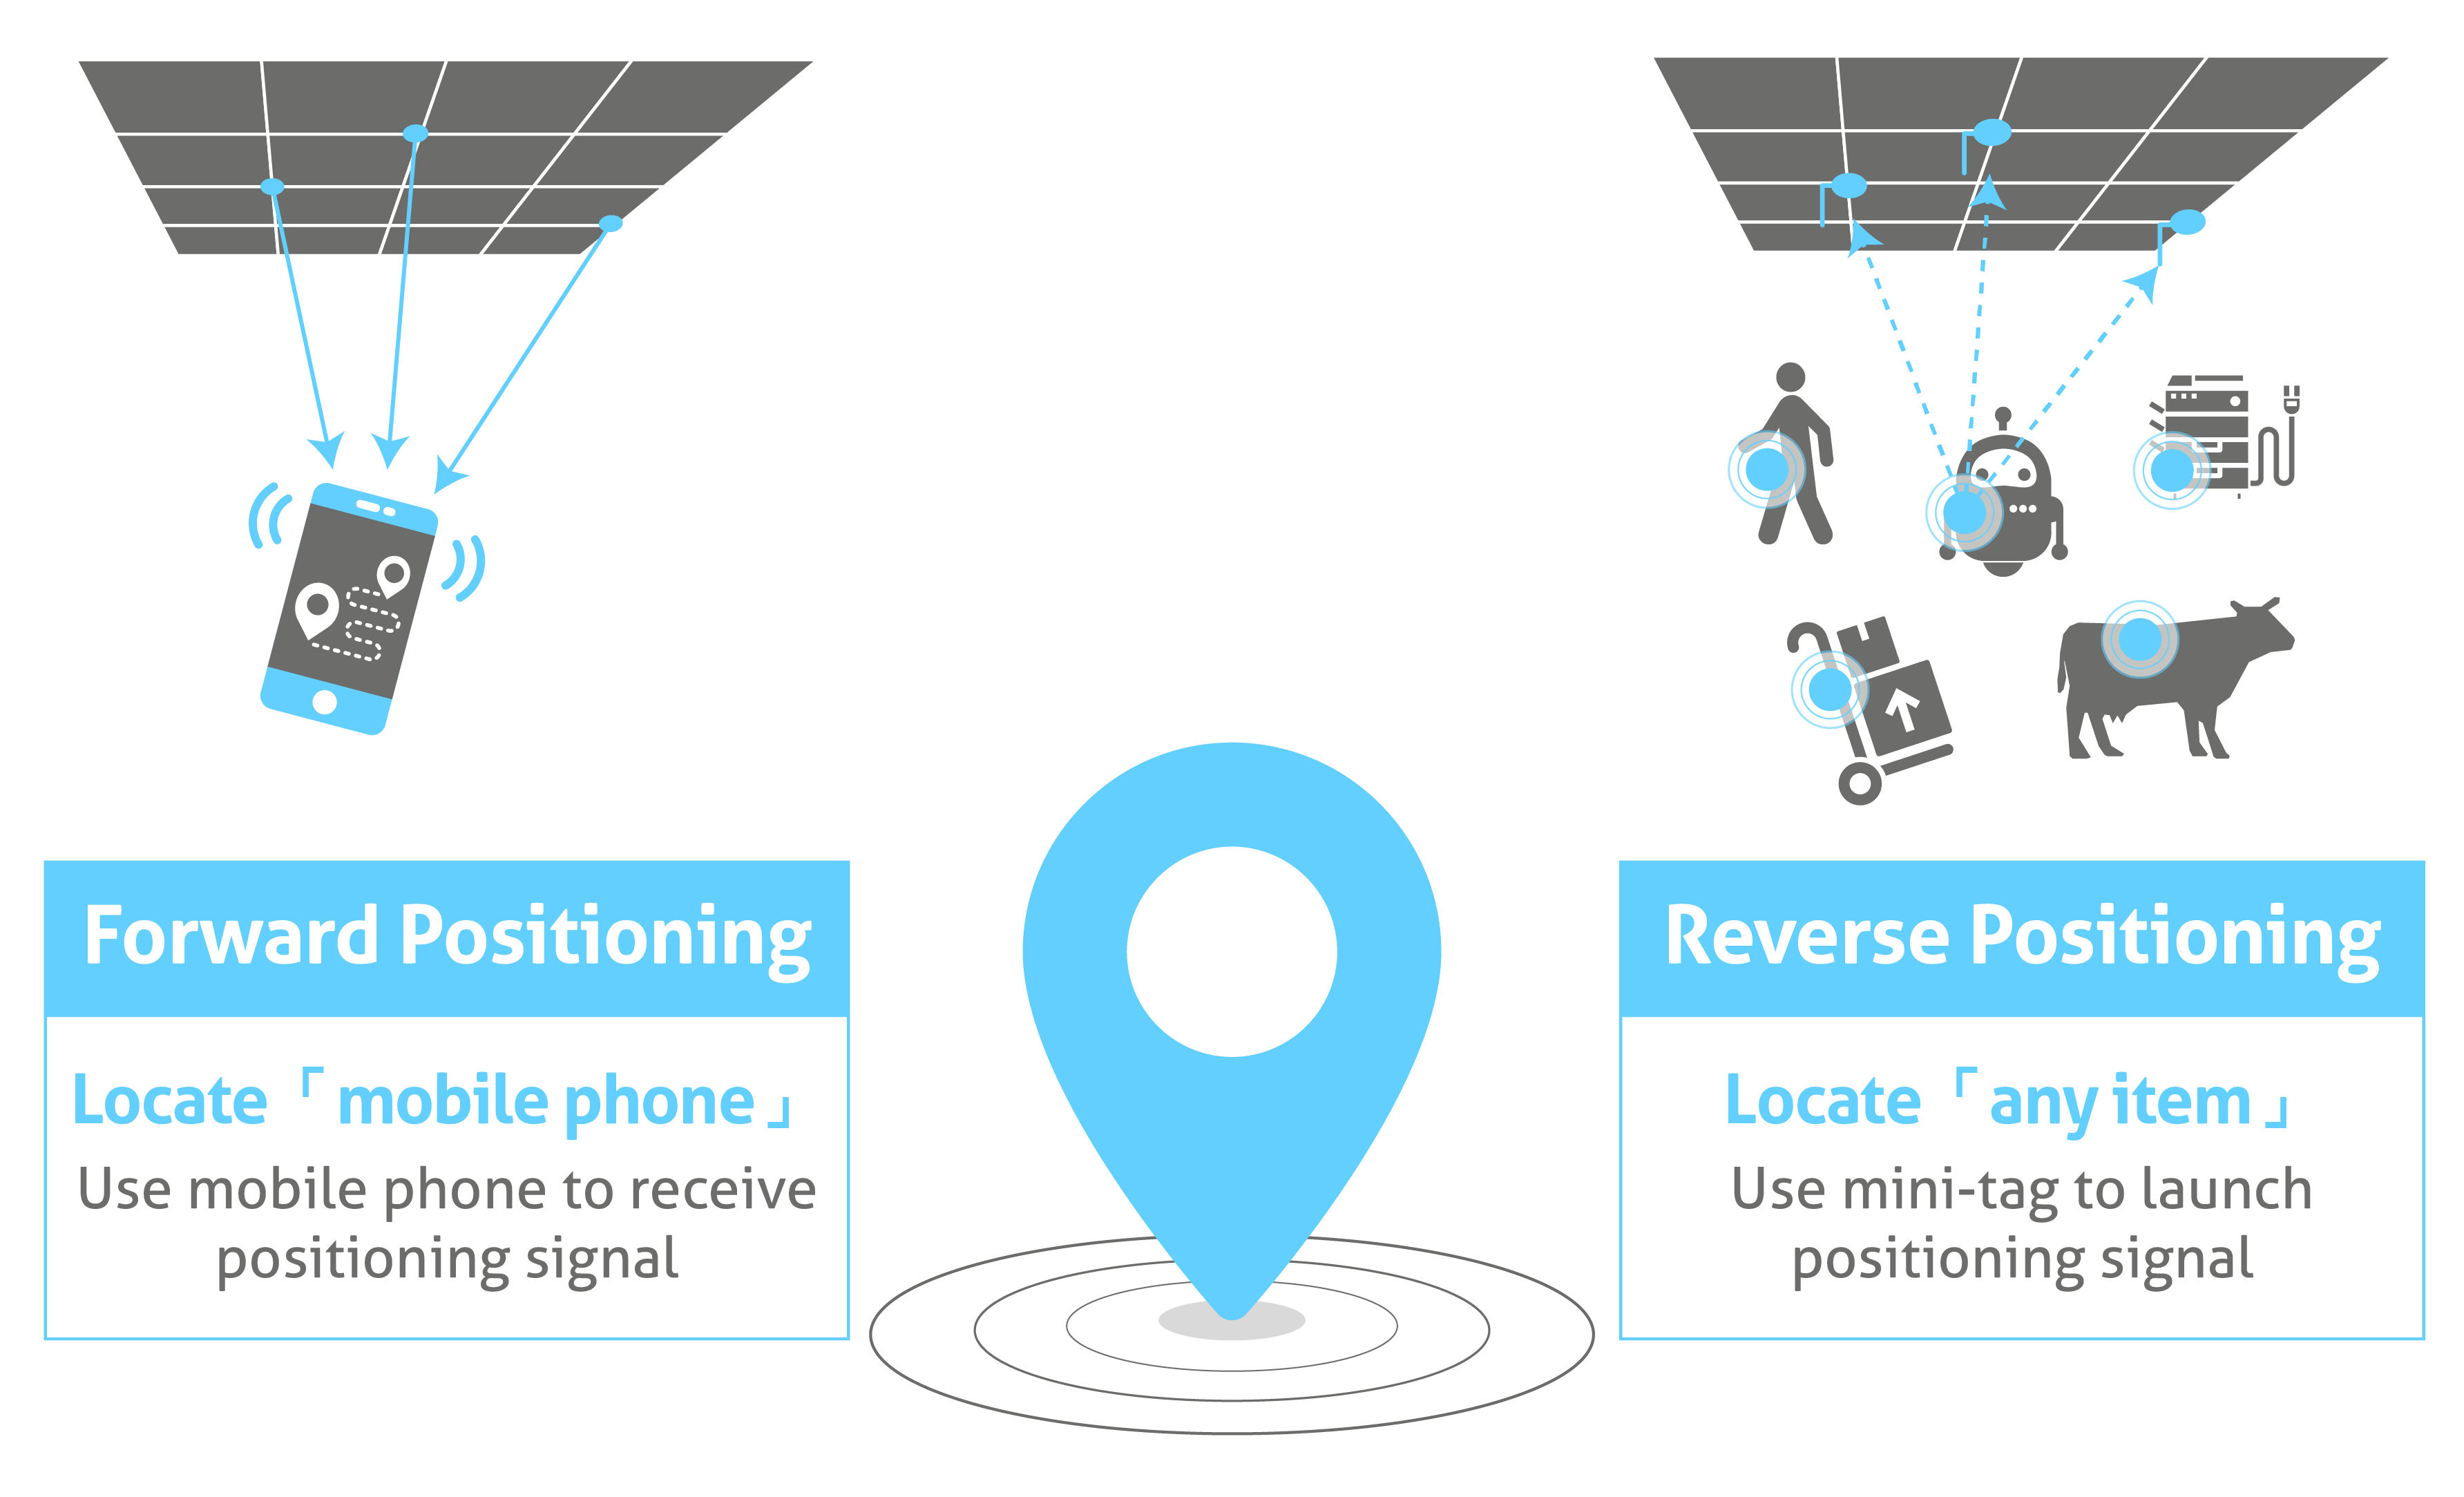 Forward Positioning
Locate 「mobile phone」
Use mobile phone to receive
positioning signal
Reverse Positioning
Locate 「any item」
Use mini-tag to launch
positioning signal